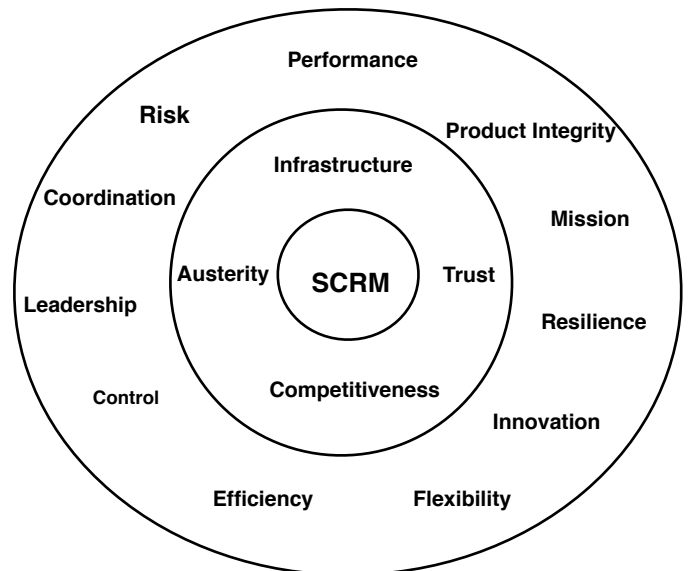 Performance
Risk
Product Integrity
Infrastructure
Coordination
Mission
Austerity
SCRM
Trust
Leadership
Resilience
Competitiveness
Control
Innovation
Efficiency
Flexibility